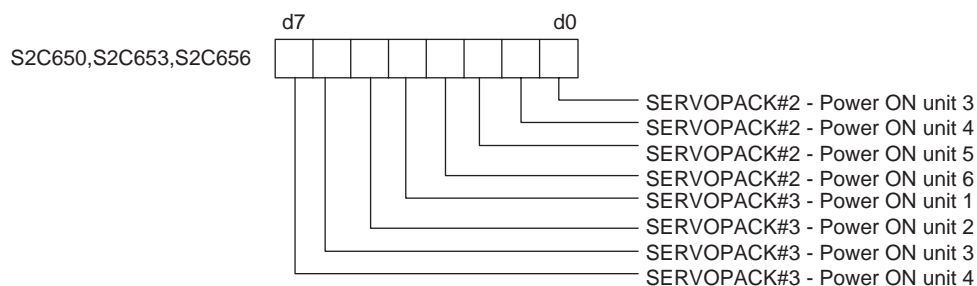 d7 d0
S2C650,S2C653,S2C656
SERVOPACK#2 - Power ON unit 3
SERVOPACK#2 - Power ON unit 4
SERVOPACK#2 - Power ON unit 5
SERVOPACK#2 - Power ON unit 6
SERVOPACK#3 - Power ON unit 1
SERVOPACK#3 - Power ON unit 2
SERVOPACK#3 - Power ON unit 3
SERVOPACK#3 - Power ON unit 4